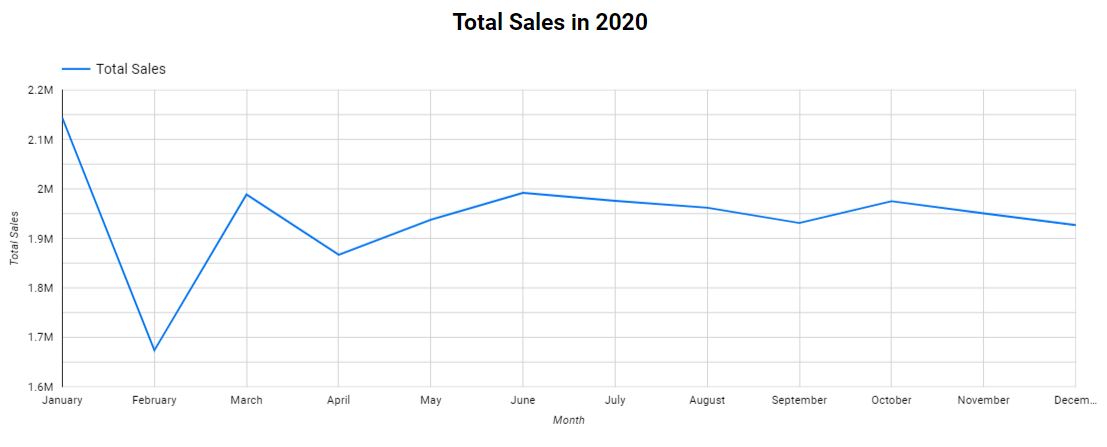 Total Sales in 2020
Total Sales
2.2M
2.1M
2M
1.9M
1.8M
1.7M
1.6M
Total Sales
January February March April May June July August September October November Decem...
Month